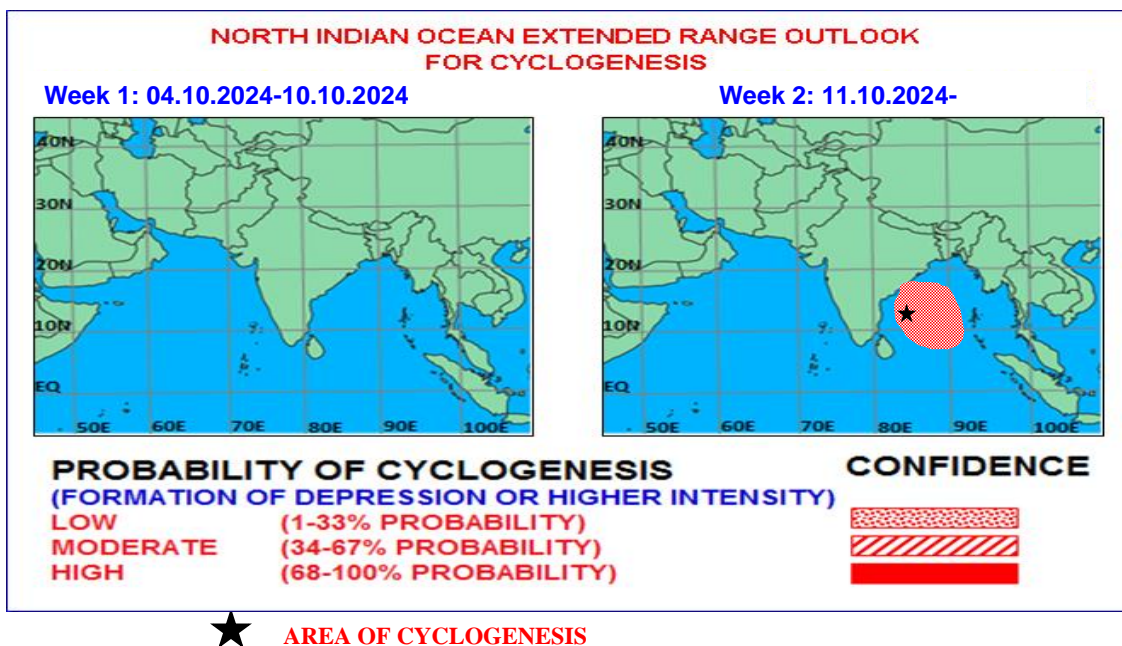 NORTH INDIAN OCEAN EXTENDED RANGE OUTLOOK
FOR CYCLOGENESIS
Week 1: 04.10.2024-10.10.2024
Week 2: 11.10.2024-
40N
30N
20N
10N
EQ
50E 60E 70E 80E 90E 100E
40N
30N
20N
10N
EQ
50E 60E 70E 80E 90E 100E
PROBABILITY OF CYCLOGENESIS
CONFIDENCE
(FORMATION OF DEPRESSION OR HIGHER INTENSITY)
LOW (1-33% PROBABILITY)
MODERATE (34-67% PROBABILITY)
HIGH (68-100% PROBABILITY)
AREA OF CYCLOGENESIS